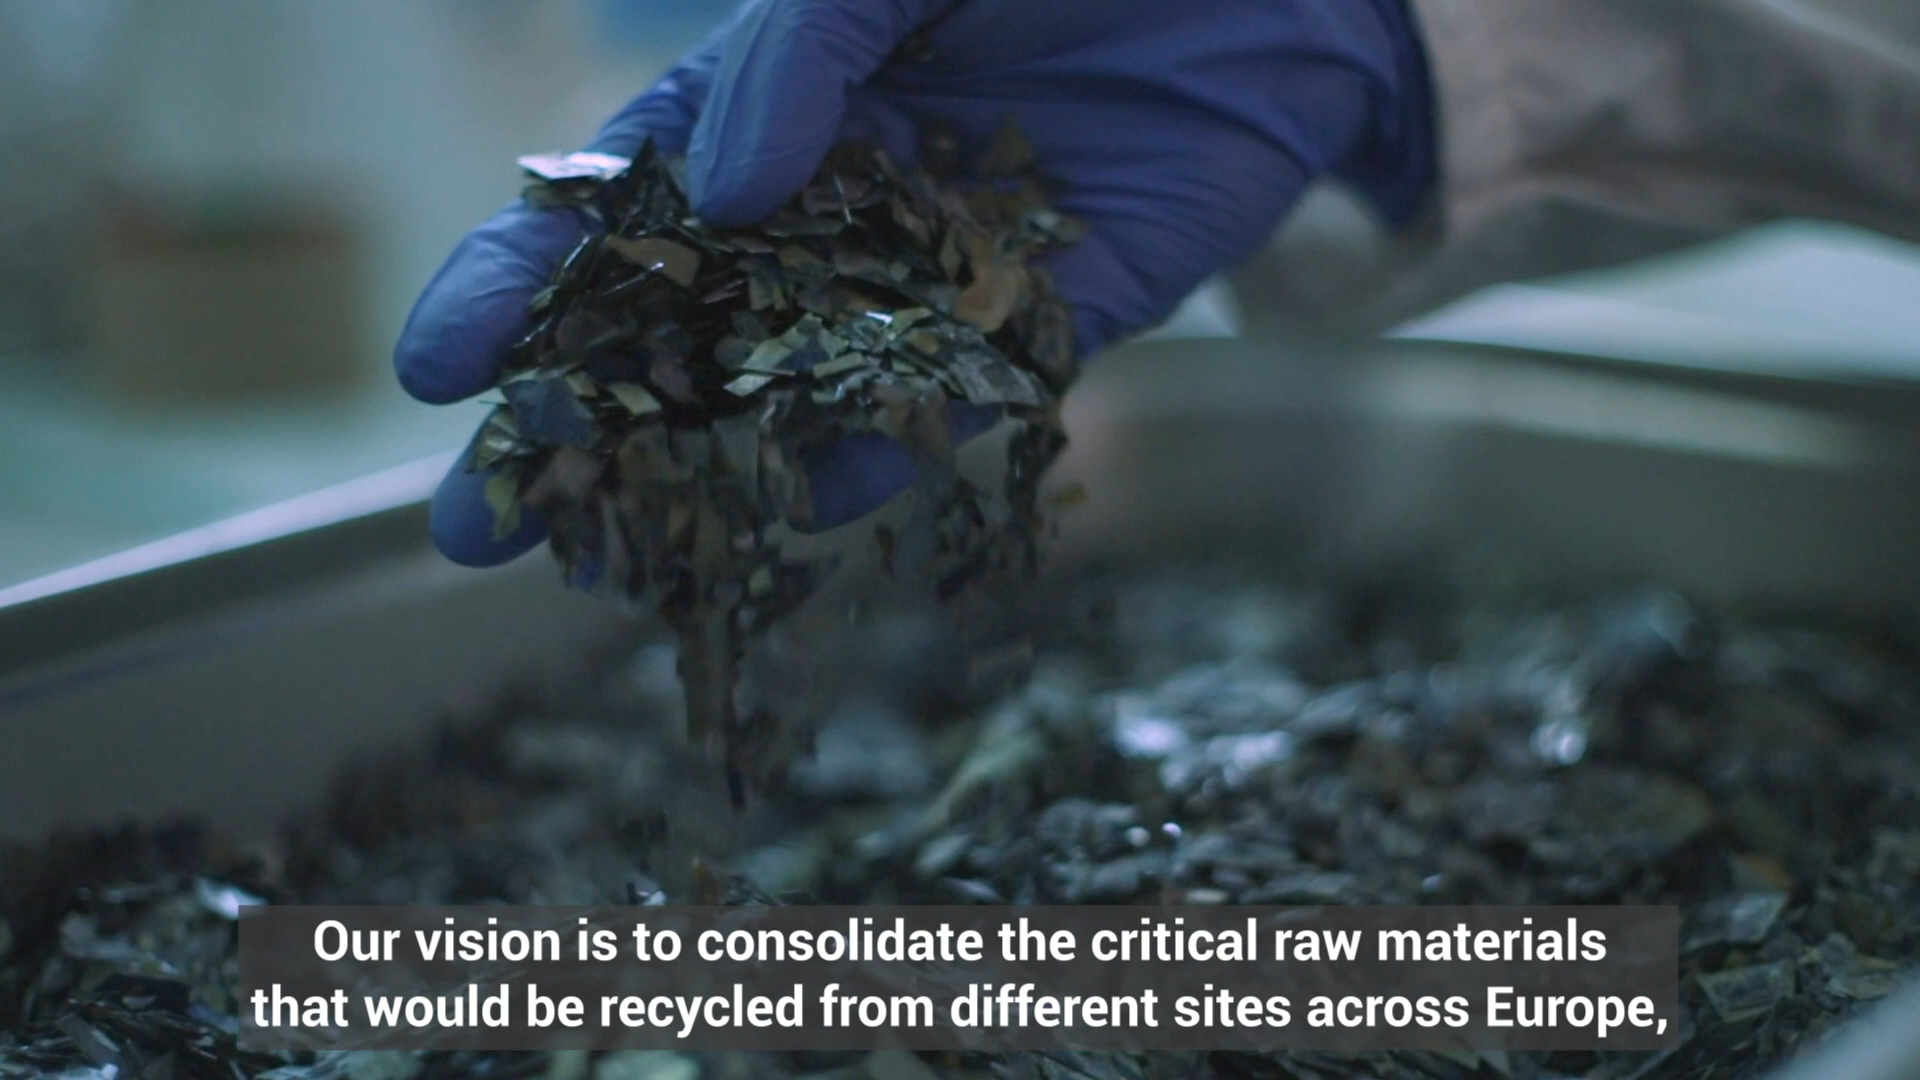 Our vision is to consolidate the critical raw materials
that would be recycled from different sites across Europe,